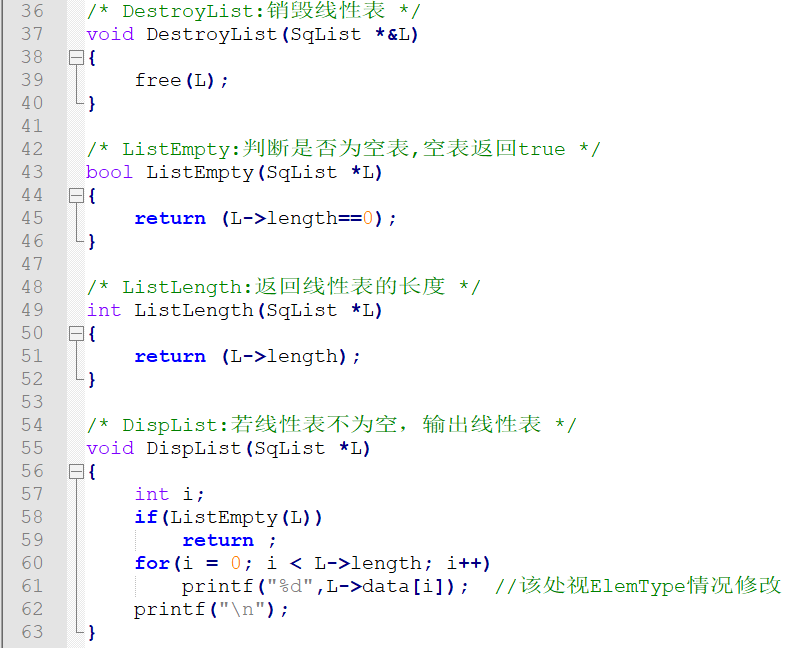 36 /* DestroyList:销毁线性表 */
37 void DestroyList(SqList *&L)
38 {
39     free(L);
40 }
41
42 /* ListEmpty:判断是否为空表,空表返回true */
43 bool ListEmpty(SqList *L)
44 {
45     return (L->length==0);
46 }
47
48 /* ListLength:返回线性表的长度 */
49 int ListLength(SqList *L)
50 {
51     return (L->length);
52 }
53
54 /* DispList:若线性表不为空，输出线性表 */
55 void DispList(SqList *L)
56 {
57     int i;
58     if(ListEmpty(L))
59         return ;
60     for(i = 0; i < L->length; i++)
61         printf("%d",L->data[i]);  //该处视ElemType情况修改
62     printf("\n");
63 }